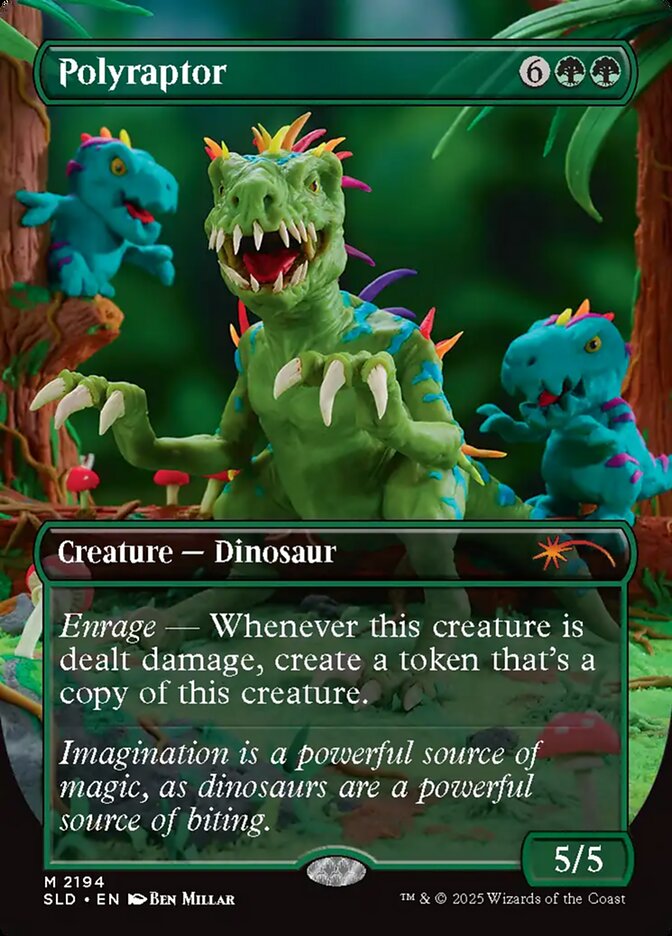 Polyraptor 6
Creature — Dinosaur
Enrage — Whenever this creature is
dealt damage, create a token that's a
copy of this creature.
Imagination is a powerful source of
magic, as dinosaurs are a powerful
source of biting.
5/5
M 2194
SLD • EN Ben Millar
™ & © 2025 Wizards of the Coast